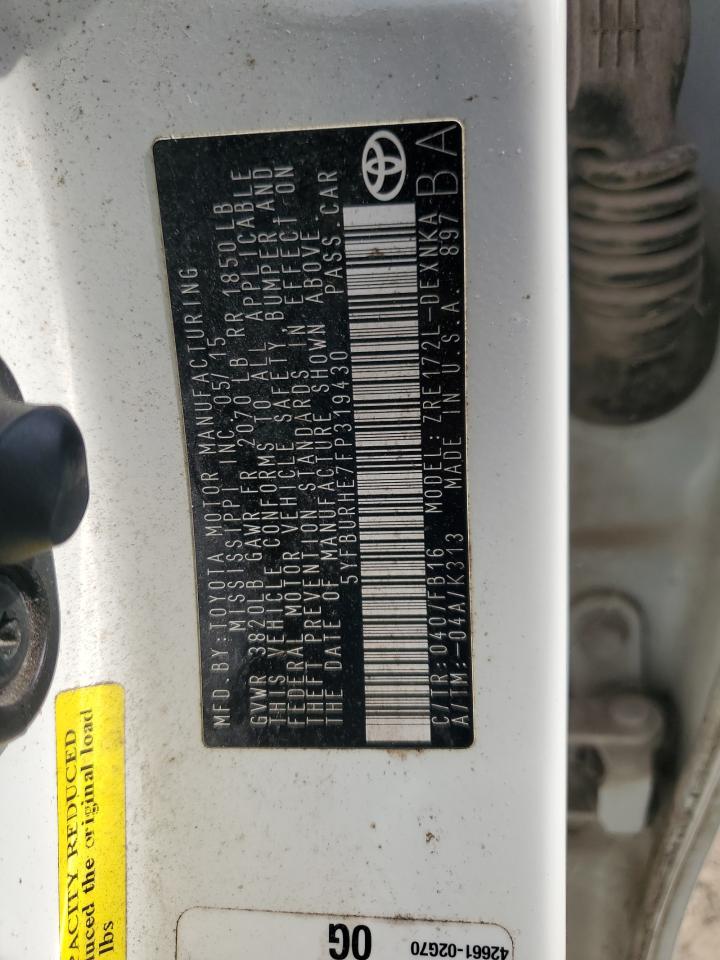 MFD. BY: TOYOTA MOTOR MANUFACTURING
MISSISSIPPI INC. 05/15
GVWR 3820LB GAWR FR 2070 LB RR 1850 LB
THIS VEHICLE CONFORMS TO ALL APPLICABLE
FEDERAL MOTOR VEHICLE SAFETY, BUMPER AND
THEFT PREVENTION STANDARDS IN EFFECT ON
THE DATE OF MANUFACTURE SHOWN ABOVE.
5YFBURHE7FP319430 PASS. CAR
C/TR: 040/FB16 MODEL: ZRE172L-DEXNKA
A/TM: -04A/K313 MADE IN U.S.A. 897 BA
PACITY REDUCED
duced the original load
lbs
0G
42661-02G70